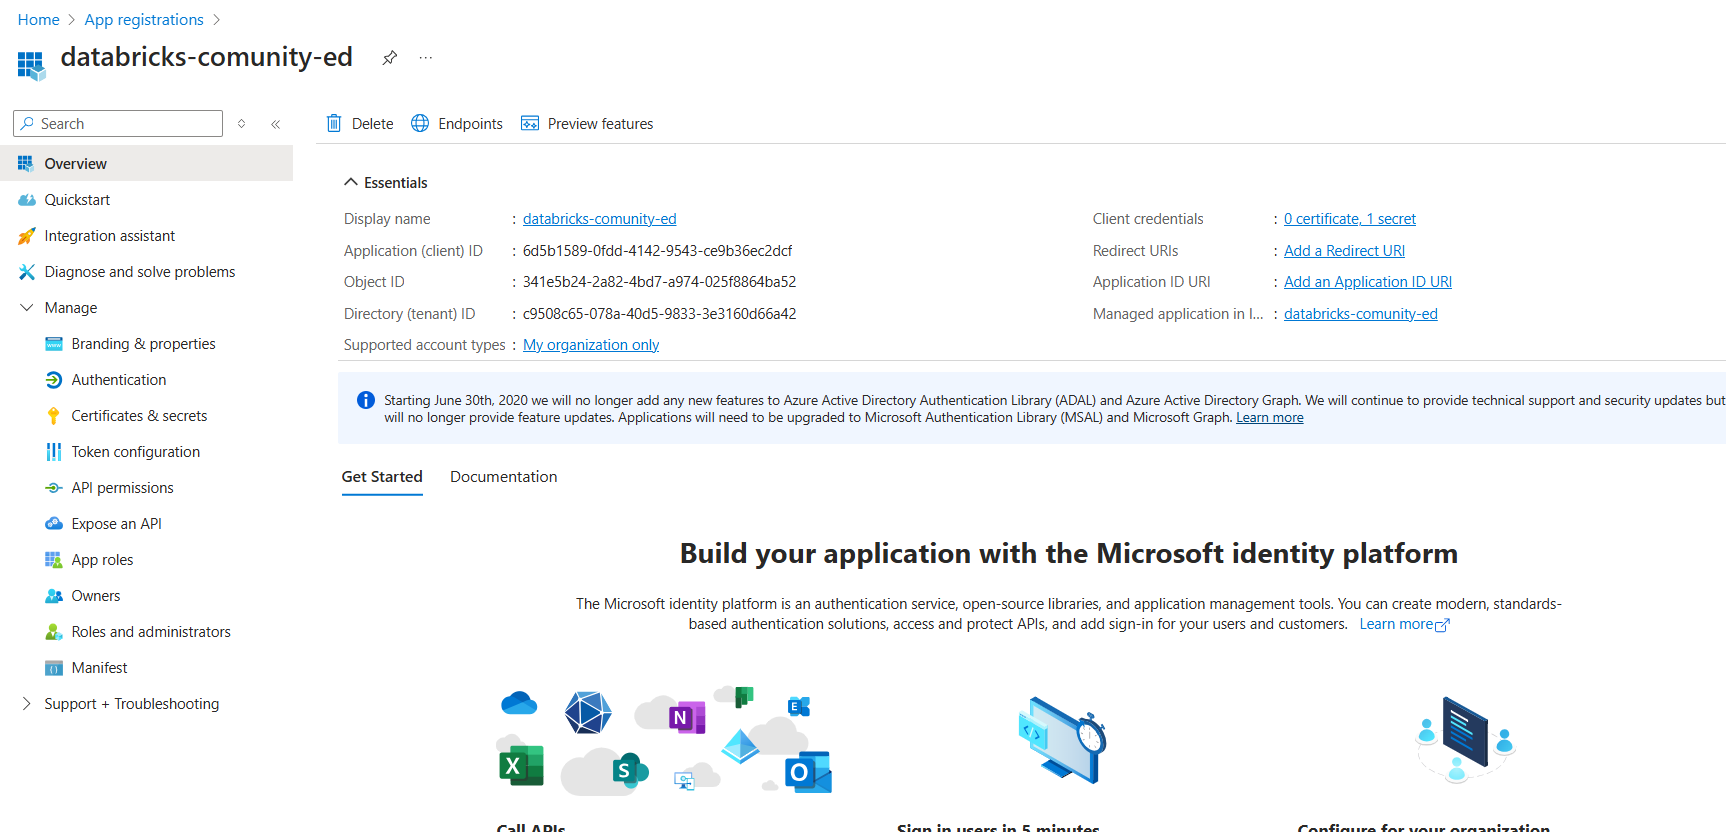 Home > App registrations >
databricks-comunity-ed
Search
Overview
Quickstart
Integration assistant
Diagnose and solve problems
Manage
Branding & properties
Authentication
Certificates & secrets
Token configuration
API permissions
Expose an API
App roles
Owners
Roles and administrators
Manifest
Support + Troubleshooting
Delete Endpoints Preview features
Essentials
Display name : databricks-comunity-ed
Application (client) ID : 6d5b1589-0fdd-4142-9543-ce9b36ec2dcf
Object ID : 341e5b24-2a82-4bd7-a974-025f8864ba52
Directory (tenant) ID : c9508c65-078a-40d5-9833-3e3160d66a42
Supported account types : My organization only
Client credentials : 0 certificate, 1 secret
Redirect URIs : Add a Redirect URI
Application ID URI : Add an Application ID URI
Managed application in l... : databricks-comunity-ed
Starting June 30th, 2020 we will no longer add any new features to Azure Active Directory Authentication Library (ADAL) and Azure Active Directory Graph. We will continue to provide technical support and security updates but
will no longer provide feature updates. Applications will need to be upgraded to Microsoft Authentication Library (MSAL) and Microsoft Graph. Learn more
Get Started Documentation
Build your application with the Microsoft identity platform
The Microsoft identity platform is an authentication service, open-source libraries, and application management tools. You can create modern, standards-
based authentication solutions, access and protect APIs, and add sign-in for your users and customers. Learn more
N
E
X
S
O
Call APIs
Sign in users in 5 minutes
Configure for your organization